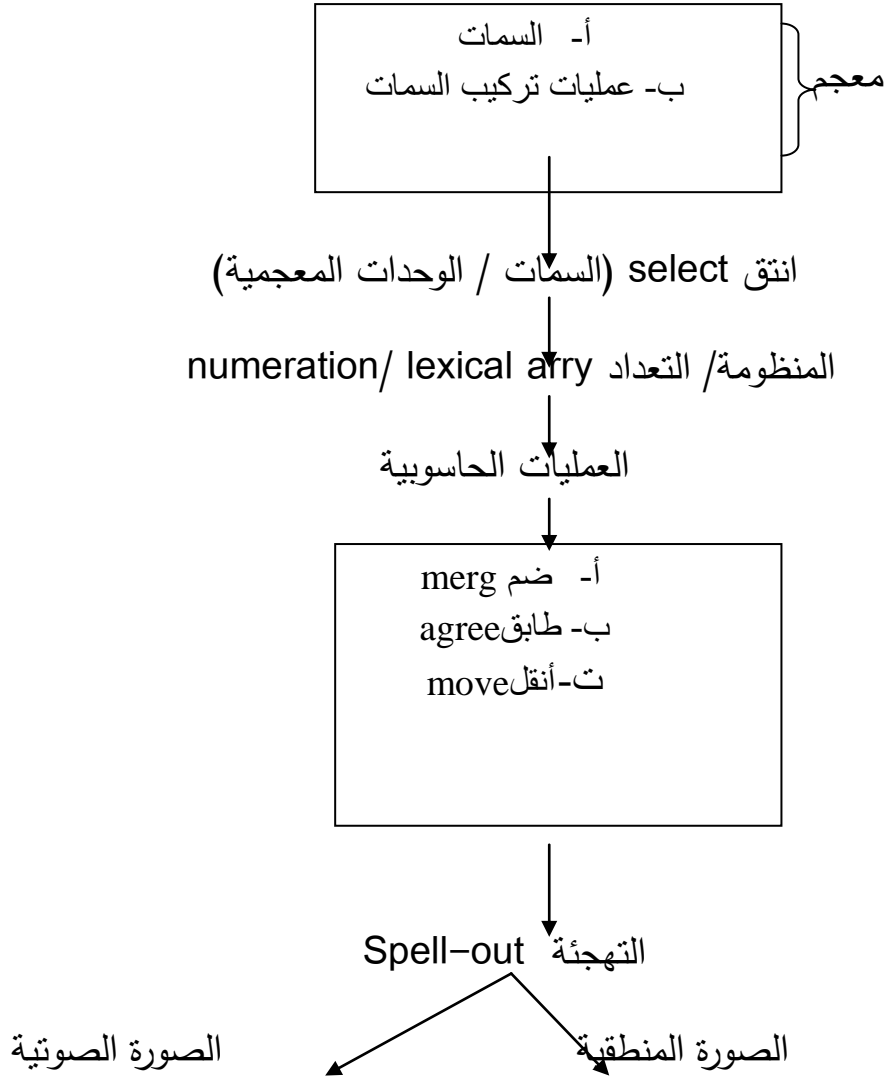 أ- السمات
ب- عمليات تركيب السمات
معجم
انتق select (السمات / الوحدات المعجمية)
المنظومة/ التعداد numeration/ lexical arry
العمليات الحاسوبية
أ- ضم merg
ب- طابقagree
ت-أنقلmove
التهجئة Spell-out
الصورة المنطقية
الصورة الصوتية